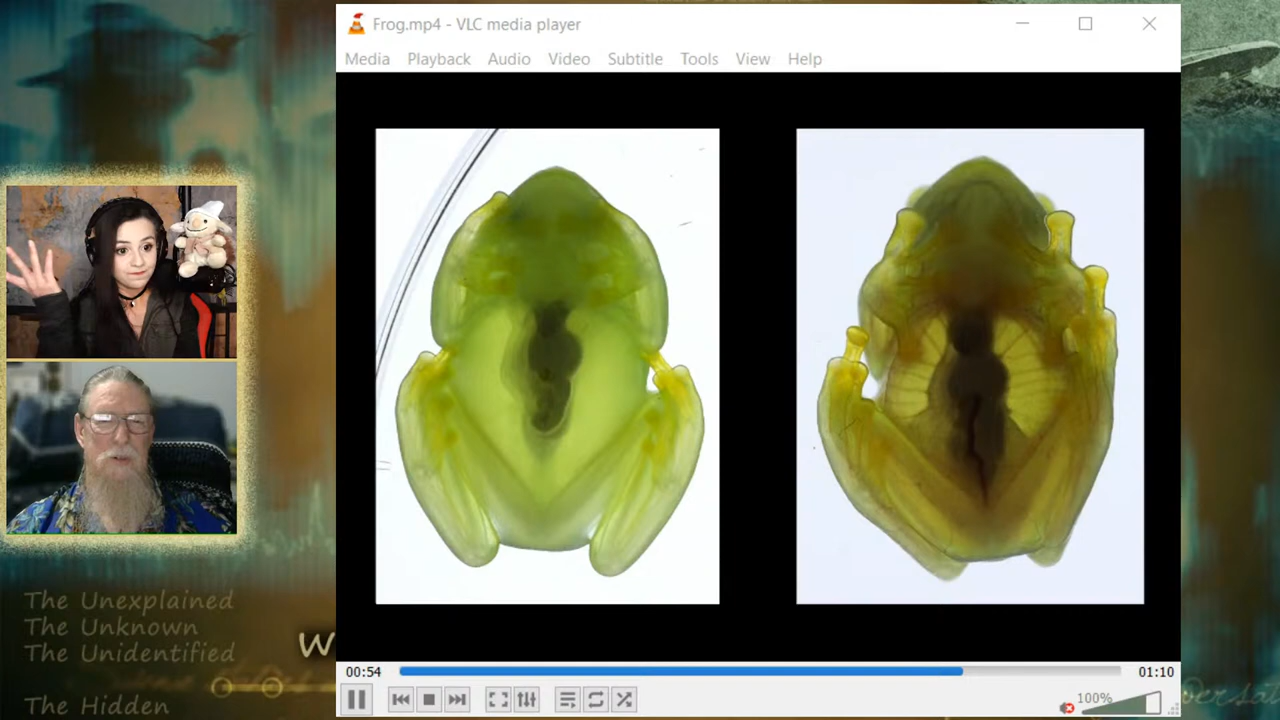 Frog.mp4 - VLC media player
Media Playback Audio Video Subtitle Tools View Help
00:54
01:10
100%
The Unexplained
The Unknown
The Unidentified
The Hidden
W